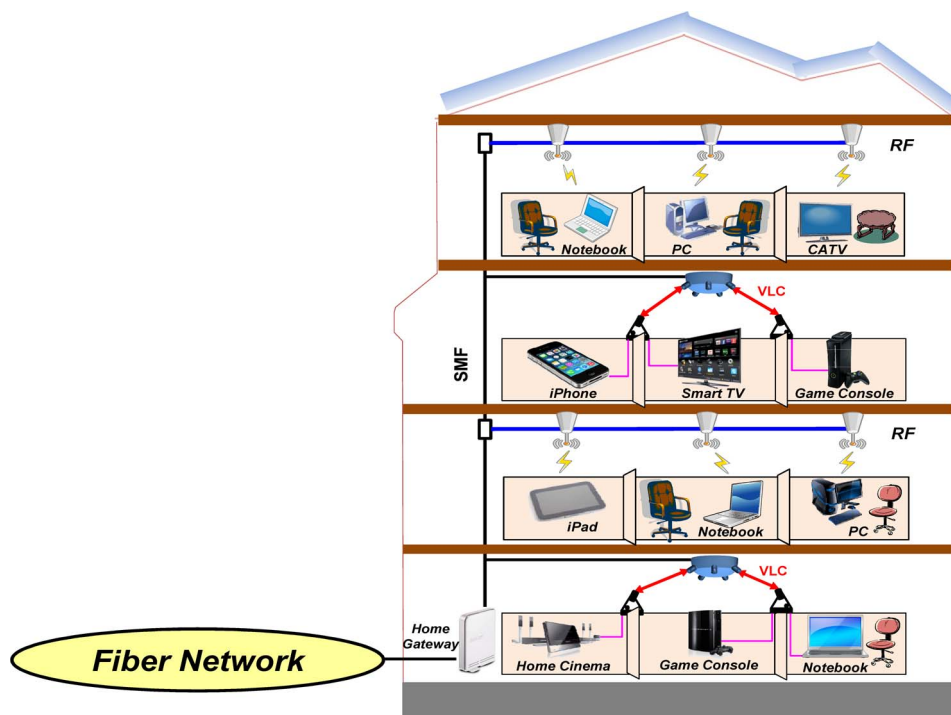 RF
Notebook
PC
CATV
VLC
SMF
iPhone
Smart TV
Game Console
RF
iPad
Notebook
PC
VLC
Home
Gateway
Fiber Network
Home Cinema
Game Console
Notebook